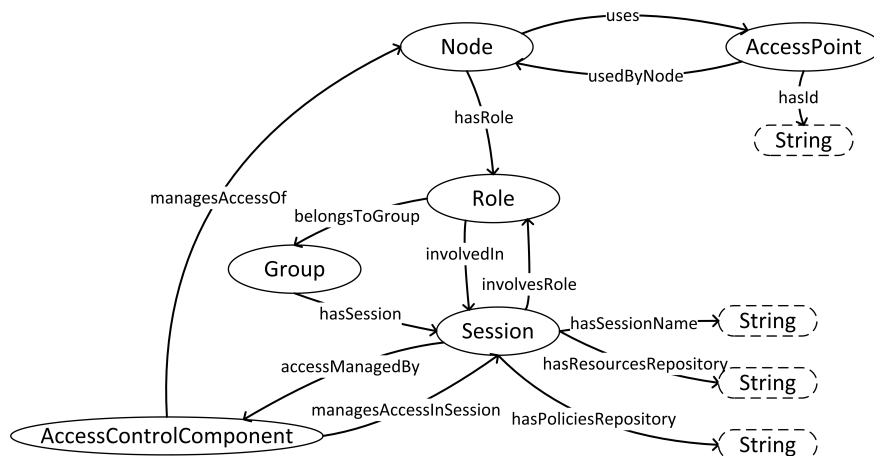 uses
Node
AccessPoint
usedByNode
hasId
hasRole
String
managesAccessOf
Role
belongsToGroup
involvedIn
Group
involvesRole
hasSession
hasSessionName
String
Session
accessManagedBy
hasResourcesRepository
String
managesAccessInSession
hasPoliciesRepository
AccessControlComponent
String